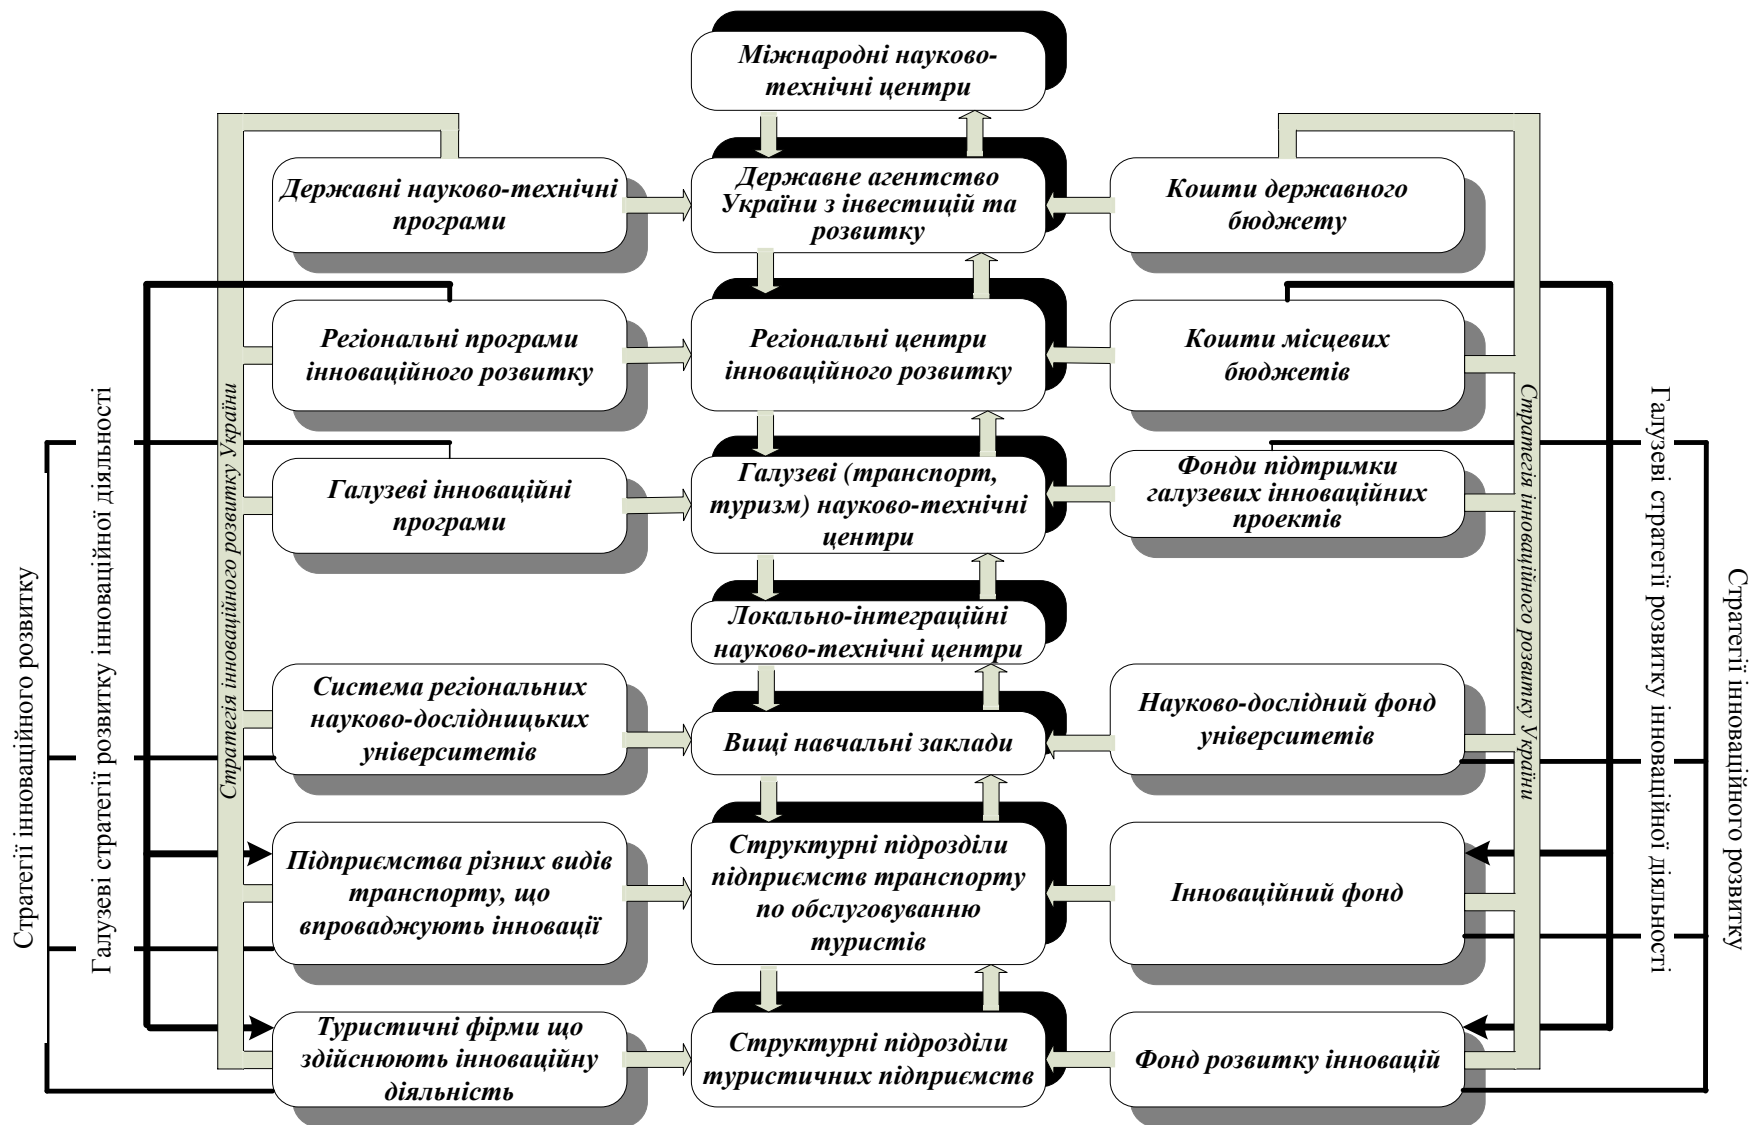 Міжнародні науково-
технічні центри
Державні науково-технічні
програми
Державне агентство
України з інвестицій та
розвитку
Кошти державного
бюджету
Регіональні програми
інноваційного розвитку
Регіональні центри
інноваційного розвитку
Кошти місцевих
бюджетів
Галузеві інноваційні
програми
Галузеві (транспорт,
туризм) науково-технічні
центри
Фонди підтримки
галузевих інноваційних
проектів
Локально-інтеграційні
науково-технічні центри
Система регіональних
науково-дослідницьких
університетів
Вищі навчальні заклади
Науково-дослідний фонд
університетів
Підприємства різних видів
транспорту, що
впроваджують інновації
Структурні підрозділи
підприємств транспорту
по обслуговуванню
туристів
Інноваційний фонд
Туристичні фірми що
здійснюють інноваційну
діяльність
Структурні підрозділи
туристичних підприємств
Фонд розвитку інновацій
Стратегії інноваційного розвитку
Галузеві стратегії розвитку інноваційної діяльності
Стратегія інноваційного розвитку України
Стратегія інноваційного розвитку України
Галузеві стратегії розвитку інноваційної діяльності
Стратегії інноваційного розвитку